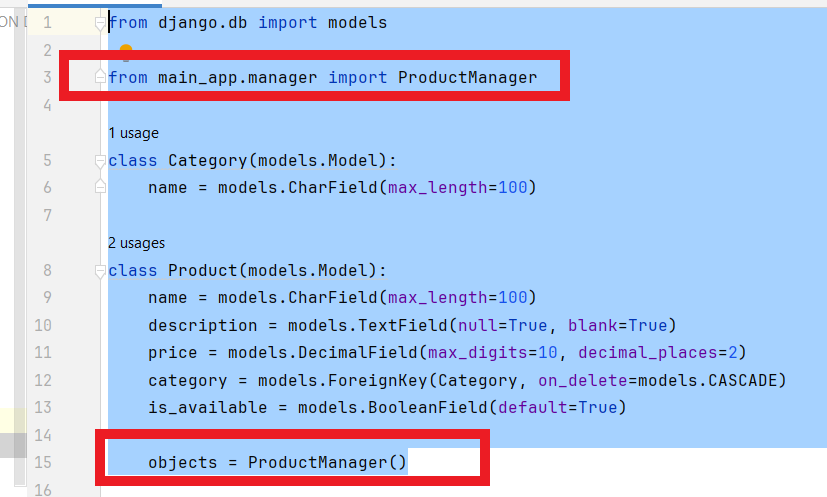 ON D
1 from django.db import models
2
3 from main_app.manager import ProductManager
4
1 usage
5 class Category(models.Model):
6     name = models.CharField(max_length=100)
7
2 usages
8 class Product(models.Model):
9     name = models.CharField(max_length=100)
10     description = models.TextField(null=True, blank=True)
11     price = models.DecimalField(max_digits=10, decimal_places=2)
12     category = models.ForeignKey(Category, on_delete=models.CASCADE)
13     is_available = models.BooleanField(default=True)
14
15     objects = ProductManager()
16